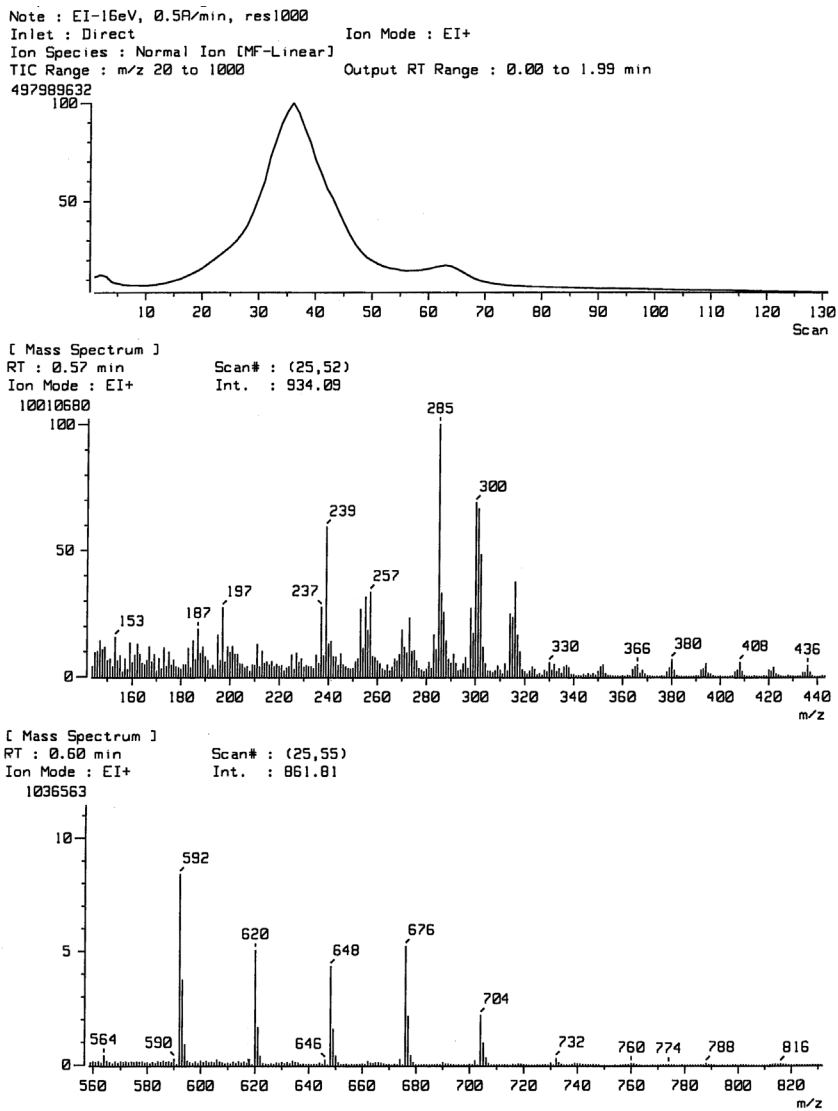 Note : EI-16eV, 0.5A/min, res1000
Inlet : Direct Ion Mode : EI+
Ion Species : Normal Ion [MF-Linear]
TIC Range : m/z 20 to 1000 Output RT Range : 0.00 to 1.99 min
497989632
100
50
10 20 30 40 50 60 70 80 90 100 110 120 130
Scan
[ Mass Spectrum ]
RT : 0.57 min Scan# : (25,52)
Ion Mode : EI+ Int. : 934.09
10010680
285
100
300
239
50
257
237
197
187
153
330 366 380 408 436
0
160 180 200 220 240 260 280 300 320 340 360 380 400 420 440
m/z
[ Mass Spectrum ]
RT : 0.60 min Scan# : (25,55)
Ion Mode : EI+ Int. : 861.81
1036563
10
592
620
676
648
5
704
564 590 646 732 760 774 788 816
0
560 580 600 620 640 660 680 700 720 740 760 780 800 820
m/z